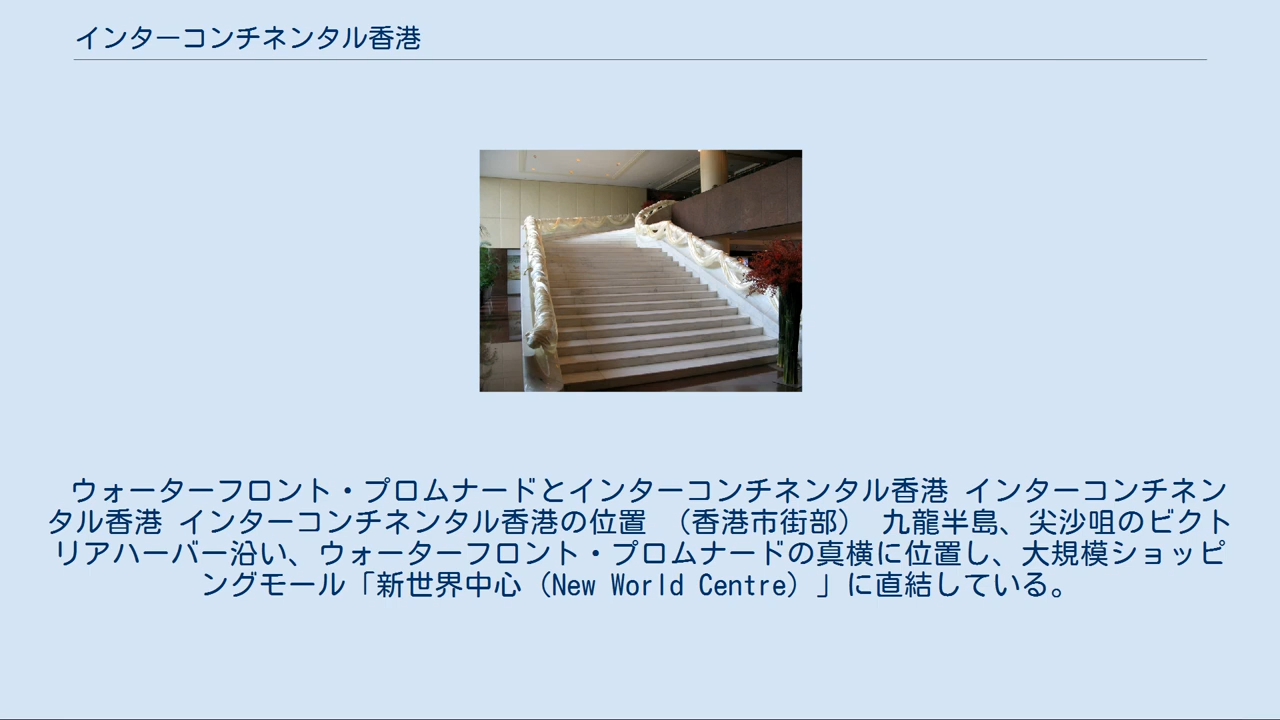 インターコンチネンタル香港
ウォーターフロント・プロムナードとインターコンチネンタル香港 インターコンチネン
タル香港 インターコンチネンタル香港の位置 （香港市街部） 九龍半島、尖沙咀のビクト
リアハーバー沿い、ウォーターフロント・プロムナードの真横に位置し、大規模ショッピ
ングモール「新世界中心（New World Centre）」に直結している。